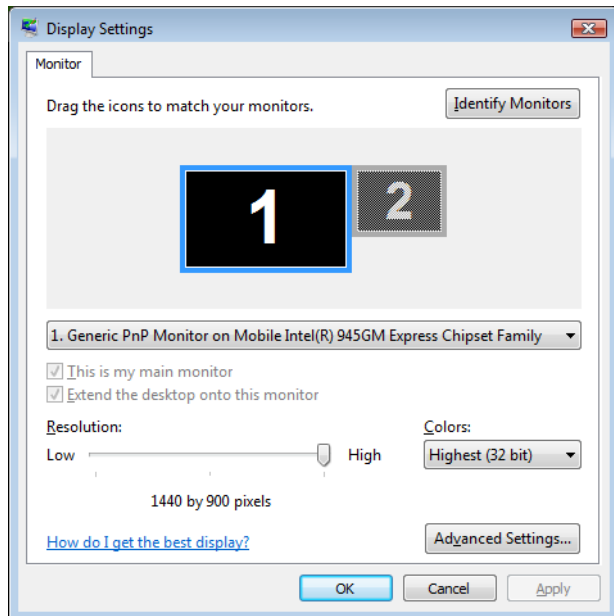 Display Settings
Monitor
Drag the icons to match your monitors.
Identify Monitors
1
2
1. Generic PnP Monitor on Mobile Intel(R) 945GM Express Chipset Family
This is my main monitor
Extend the desktop onto this monitor
Resolution:
Colors:
Low
High
Highest (32 bit)
1440 by 900 pixels
How do I get the best display?
Advanced Settings...
OK
Cancel
Apply